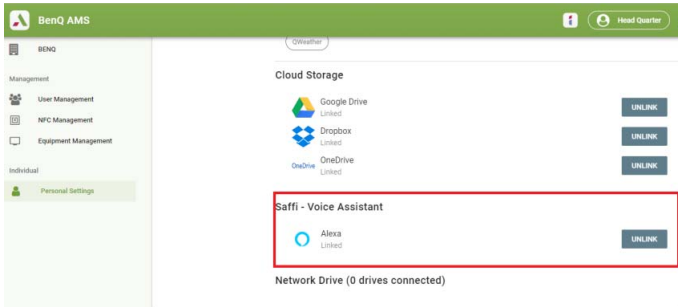 BenQ AMS
Head Quarter
BENQ
Management
User Management
NFC Management
Equipment Management
Individual
Personal Settings
QWeather
Cloud Storage
Google Drive
Linked
UNLINK
Dropbox
Linked
UNLINK
OneDrive
OneDrive
Linked
UNLINK
Saffi - Voice Assistant
Alexa
Linked
UNLINK
Network Drive (0 drives connected)